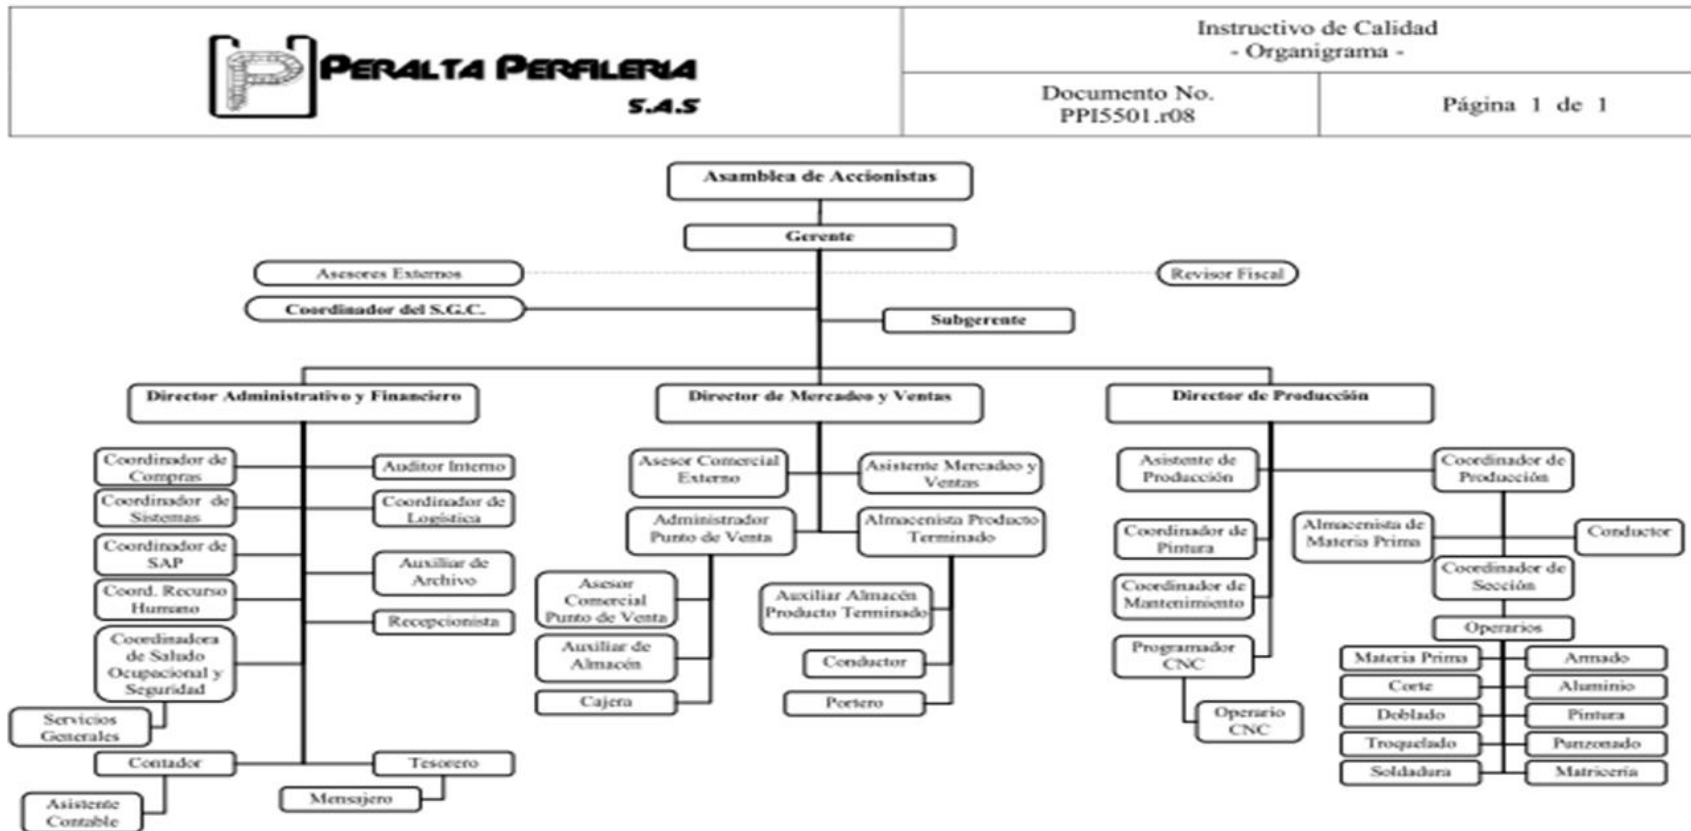 PERALTA PERFILERIA
S.A.S
Instructivo de Calidad
- Organigrama -
Documento No.
PPI5501.r08
Página 1 de 1
Asamblea de Accionistas
Gerente
Asesores Externos
Revisor Fiscal
Coordinador del S.G.C.
Subgerente
Director Administrativo y Financiero
Director de Mercadeo y Ventas
Director de Producción
Coordinador de
Compras
Auditor Interno
Coordinador de
Sistemas
Coordinador de
Logística
Coordinador de
SAP
Auxiliar de
Archivo
Coord. Recurso
Humano
Recepcionista
Coordinadora
de Saludo
Ocupacional y
Seguridad
Servicios
Generales
Contador
Tesorero
Asistente
Contable
Mensajero
Asesor Comercial
Externo
Asistente Mercadeo y
Ventas
Administrador
Punto de Venta
Almacenista Producto
Terminado
Asesor
Comercial
Punto de Venta
Auxiliar de
Almacén
Cajera
Auxiliar Almacén
Producto Terminado
Conductor
Portero
Asistente de
Producción
Coordinador de
Producción
Coordinador de
Pintura
Almacenista de
Materia Prima
Conductor
Coordinador de
Mantenimiento
Coordinador de
Sección
Programador
CNC
Operario
CNC
Operarios
Materia Prima
Armado
Corte
Aluminio
Doblado
Pintura
Troquelado
Punzonado
Soldadura
Matricería